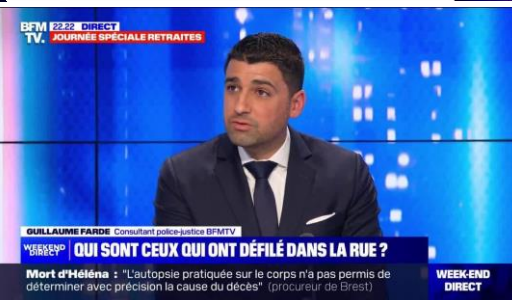 BFM 22.22 DIRECT
TV. JOURNÉE SPÉCIALE RETRAITES
GUILLAUME FARDE Consultant police-justice BFMTV
WEEKEND DIRECT QUI SONT CEUX QUI ONT DÉFILÉ DANS LA RUE ?
Mort d'Héléna : "L'autopsie pratiquée sur le corps n'a pas permis de
déterminer avec précision la cause du décès" (procureur de Brest)
WEEK-END
DIRECT